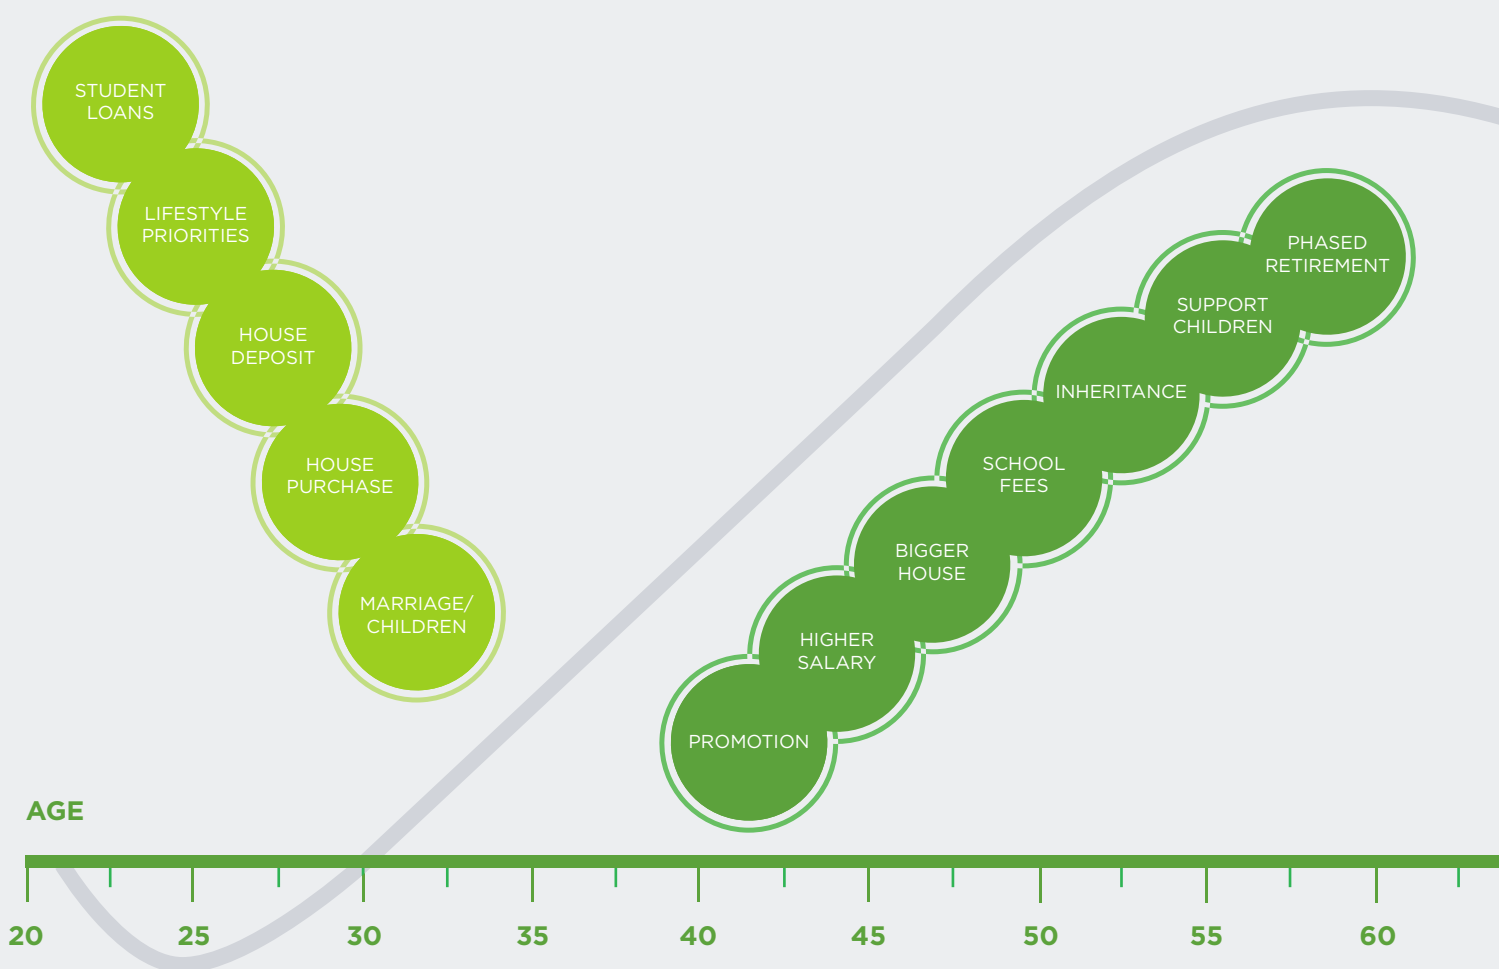 STUDENT
LOANS
LIFESTYLE
PRIORITIES
HOUSE
DEPOSIT
HOUSE
PURCHASE
MARRIAGE/
CHILDREN
PROMOTION
HIGHER
SALARY
BIGGER
HOUSE
SCHOOL
FEES
INHERITANCE
SUPPORT
CHILDREN
PHASED
RETIREMENT
AGE
20 25 30 35 40 45 50 55 60